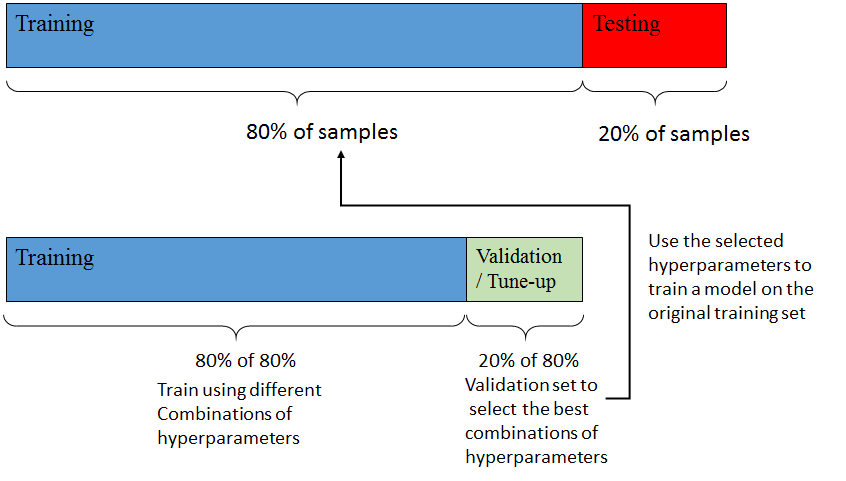 Training
Testing
80% of samples
20% of samples
Training
Validation
/ Tune-up
Use the selected
hyperparameters to
train a model on the
original training set
80% of 80%
Train using different
Combinations of
hyperparameters
20% of 80%
Validation set to
select the best
combinations of
hyperparameters